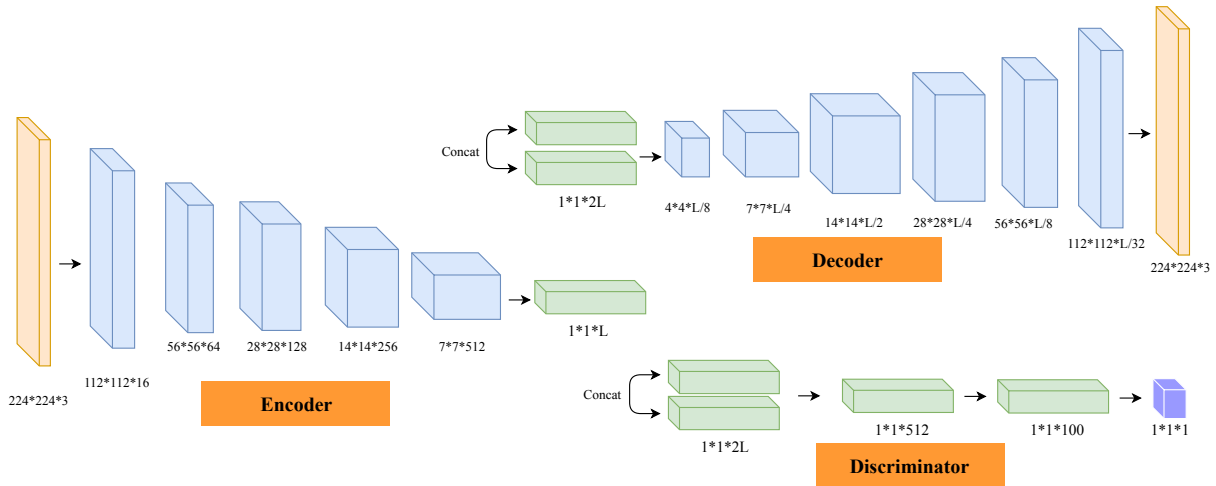 Concat
1*1*2L
4*4*L/8
7*7*L/4
14*14*L/2
28*28*L/4
56*56*L/8
112*112*L/32
224*224*3
Decoder
1*1*L
56*56*64
28*28*128
14*14*256
7*7*512
112*112*16
224*224*3
Encoder
Concat
1*1*2L
1*1*512
1*1*100
1*1*1
Discriminator